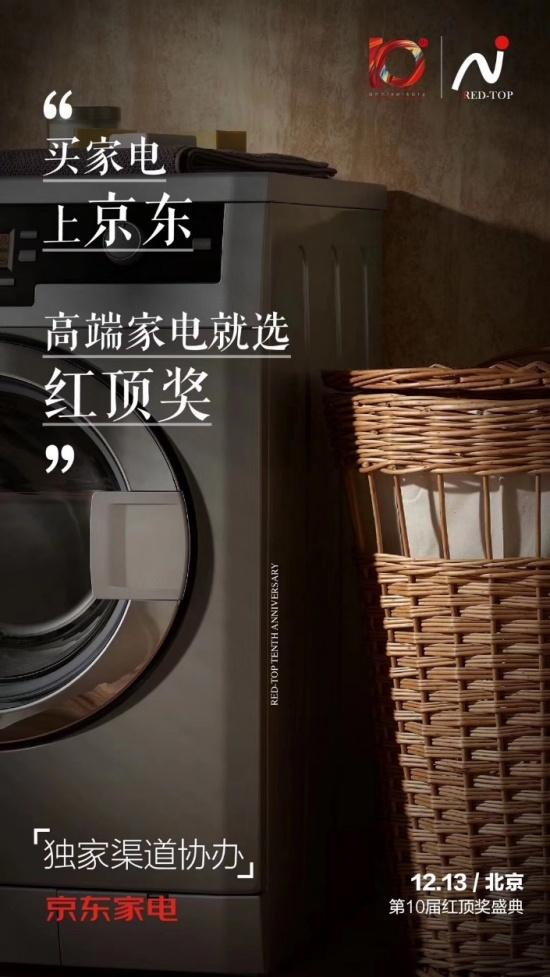 10
anniversary
RED-TOP
“
买家电
上京东
高端家电就选
红顶奖
”
RED-TOP TENTH ANNIVERSARY
「独家渠道协办」
京东家电
12.13 / 北京
第10届红顶奖盛典